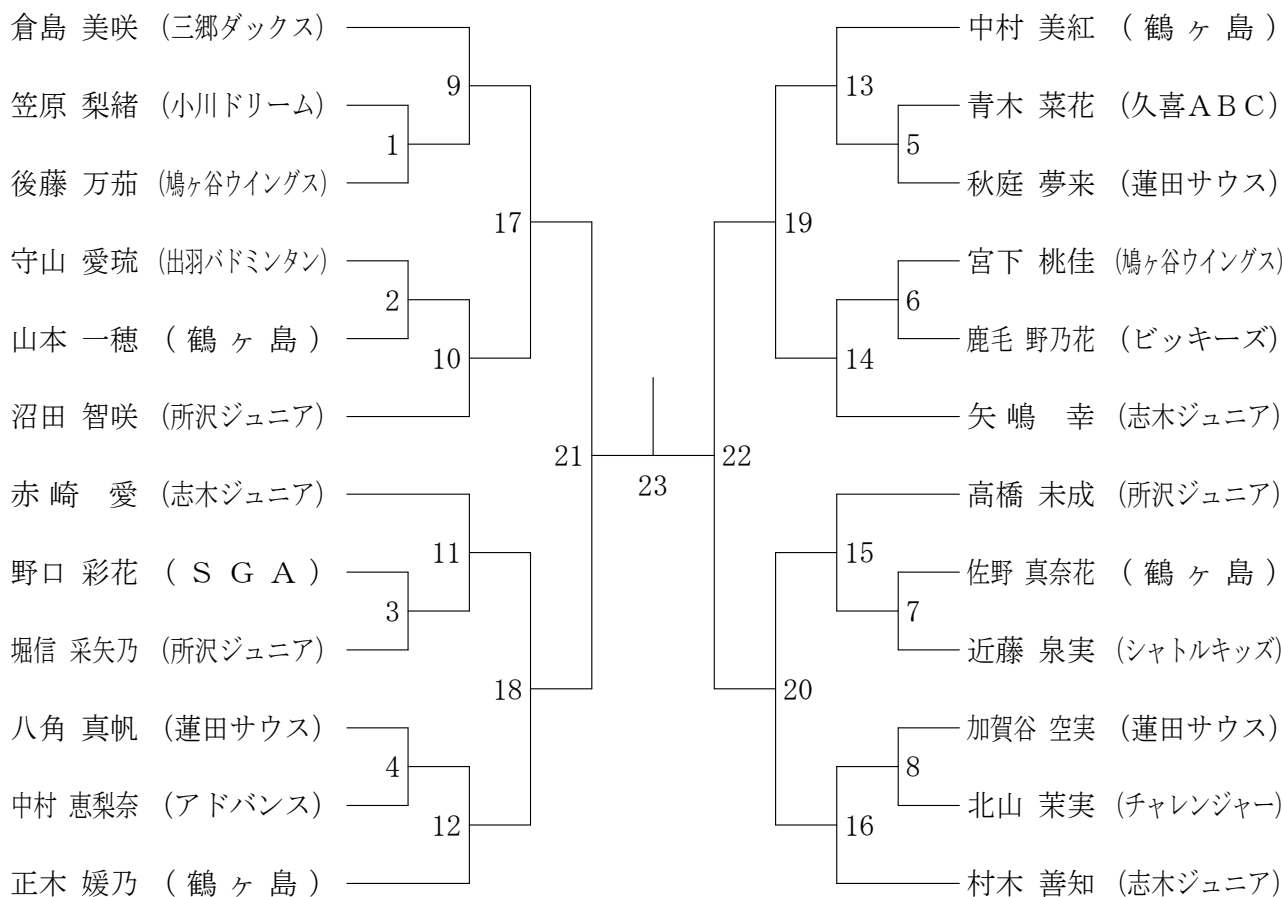 倉島 美咲 (三郷ダックス)
笠原 梨緒 (小川ドリーム)
後藤 万茄 (鳩ヶ谷ウイングス)
守山 愛琉 (出羽バドミンタン)
山本 一穂 (鶴ヶ島)
沼田 智咲 (所沢ジュニア)
赤崎 愛 (志木ジュニア)
野口 彩花 (ＳＧＡ)
堀信 采矢乃 (所沢ジュニア)
八角 真帆 (蓮田サウス)
中村 恵梨奈 (アドバンス)
正木 媛乃 (鶴ヶ島)
9
1
17
2
10
21
11
3
18
4
12
23
13
5
19
6
14
22
15
7
20
8
16
中村 美紅 (鶴ヶ島)
青木 菜花 (久喜ＡＢＣ)
秋庭 夢来 (蓮田サウス)
宮下 桃佳 (鳩ヶ谷ウイングス)
鹿毛 野乃花 (ビッキーズ)
矢嶋 幸 (志木ジュニア)
高橋 未成 (所沢ジュニア)
佐野 真奈花 (鶴ヶ島)
近藤 泉実 (シャトルキッズ)
加賀谷 空実 (蓮田サウス)
北山 茉実 (チャレンジャー)
村木 善知 (志木ジュニア)